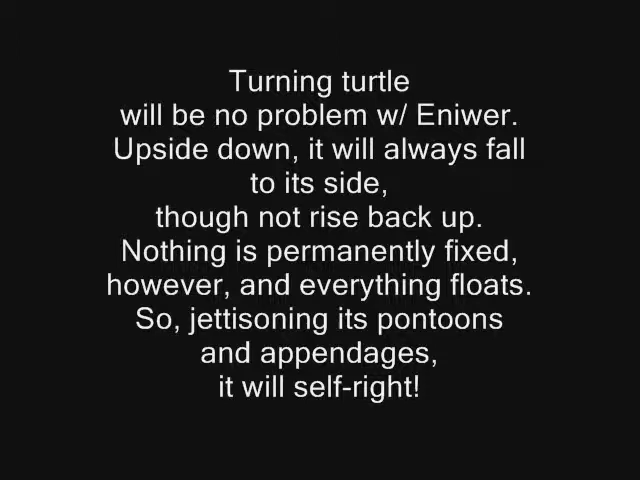 Turning turtle
will be no problem w/ Eniwer.
Upside down, it will always fall
to its side,
though not rise back up.
Nothing is permanently fixed,
however, and everything floats.
So, jettisoning its pontoons
and appendages,
it will self-right!